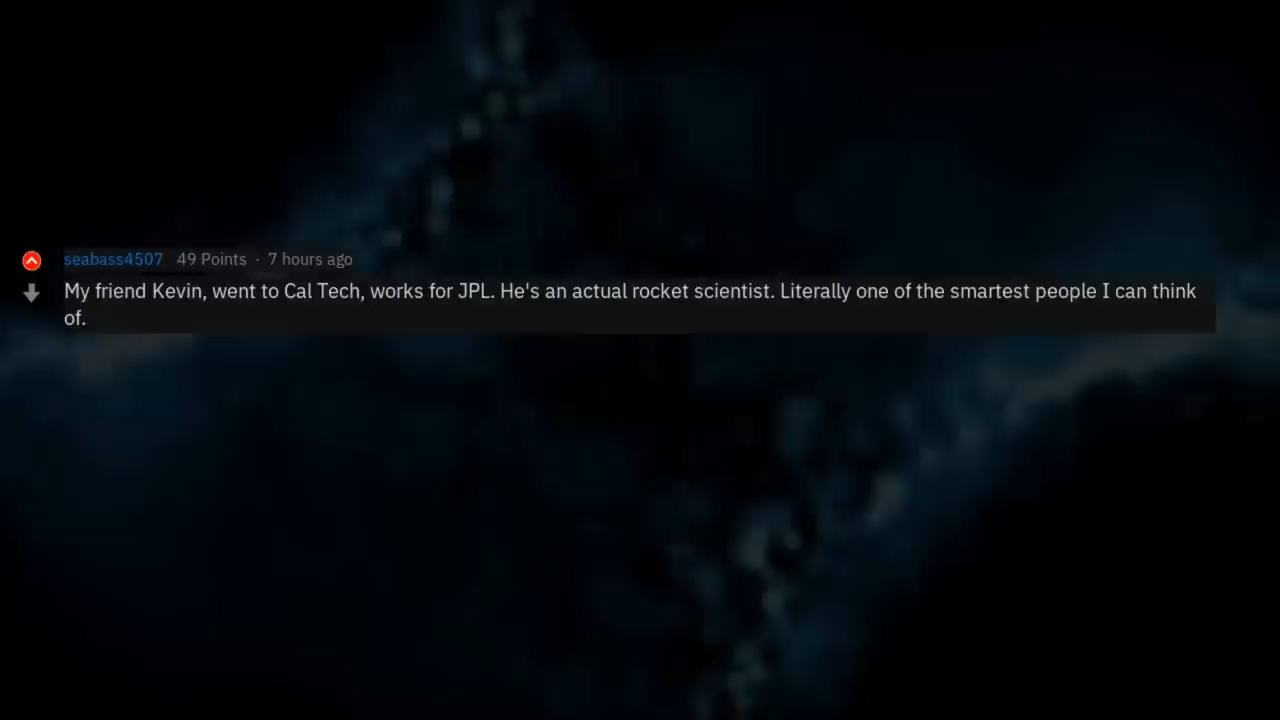 seabass4507 49 Points · 7 hours ago
My friend Kevin, went to Cal Tech, works for JPL. He's an actual rocket scientist. Literally one of the smartest people I can think
of.